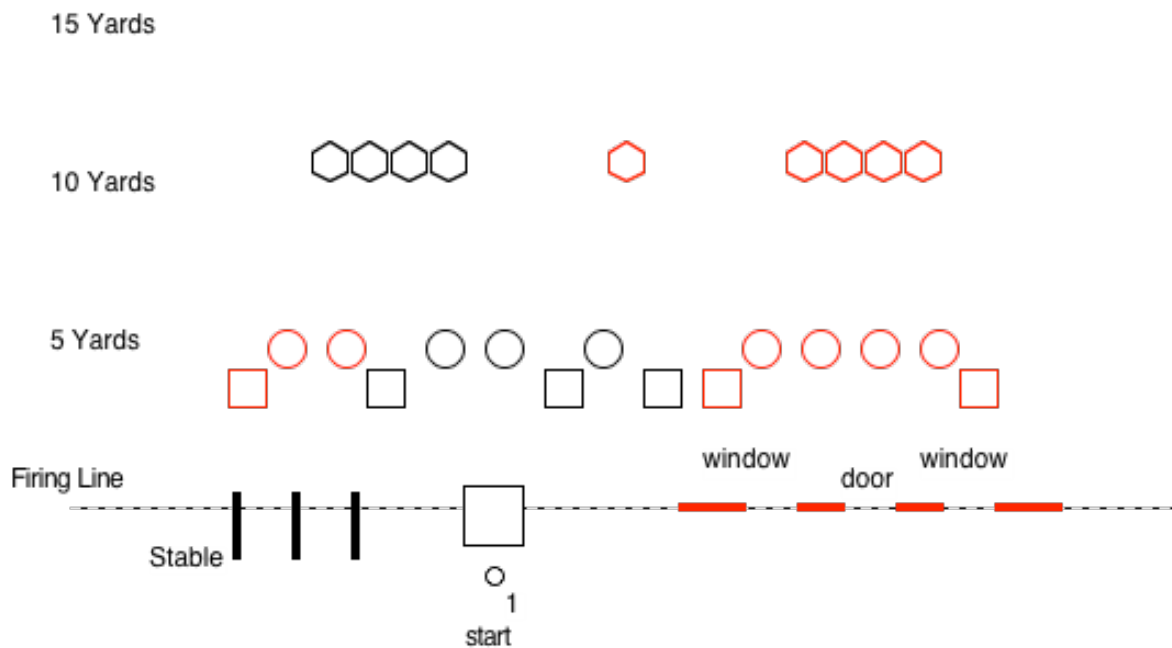 15 Yards
10 Yards
5 Yards
window
window
Firing Line
door
Stable
1
start